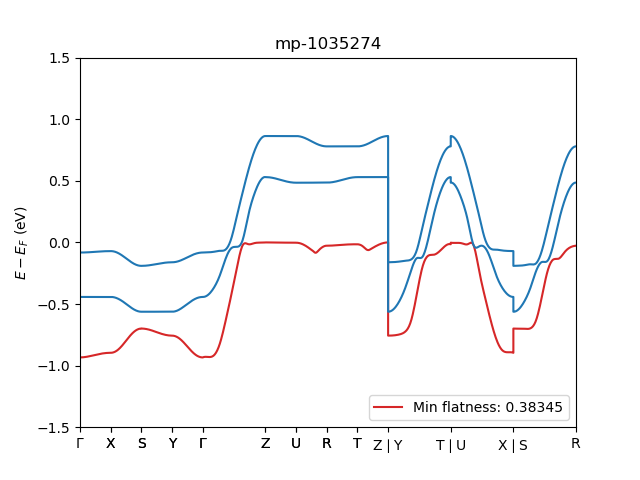 mp-1035274
E − E_F (eV)
1.5
1.0
0.5
0.0
−0.5
−1.0
−1.5
Min flatness: 0.38345
Γ X S Y Γ Z U R T Z | Y T | U X | S R